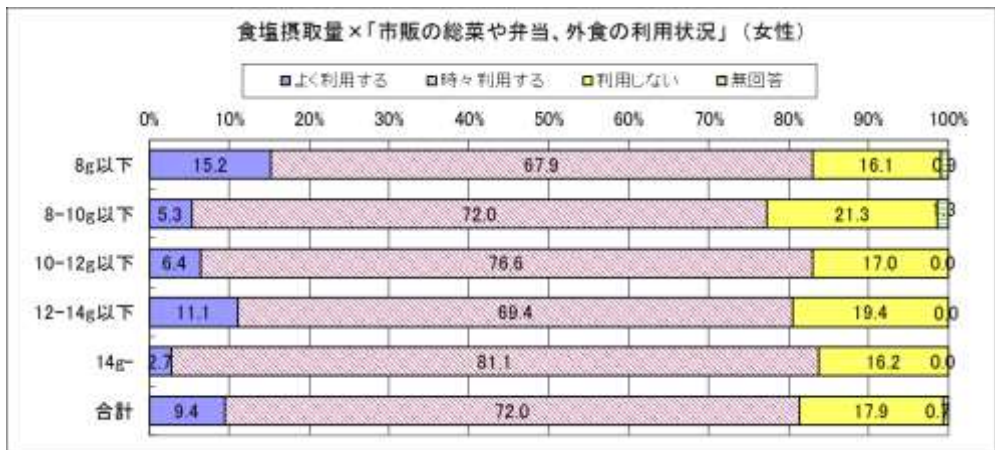 食塩摂取量×「市販の総菜や弁当、外食の利用状況」（女性）
よく利用する 時々利用する 利用しない 無回答
0% 10% 20% 30% 40% 50% 60% 70% 80% 90% 100%
8g以下 15.2 67.9 16.1 0.9
8-10g以下 5.3 72.0 21.3 1.3
10-12g以下 6.4 76.6 17.0 0.0
12-14g以下 11.1 69.4 19.4 0.0
14g- 2.7 81.1 16.2 0.0
合計 9.4 72.0 17.9 0.7